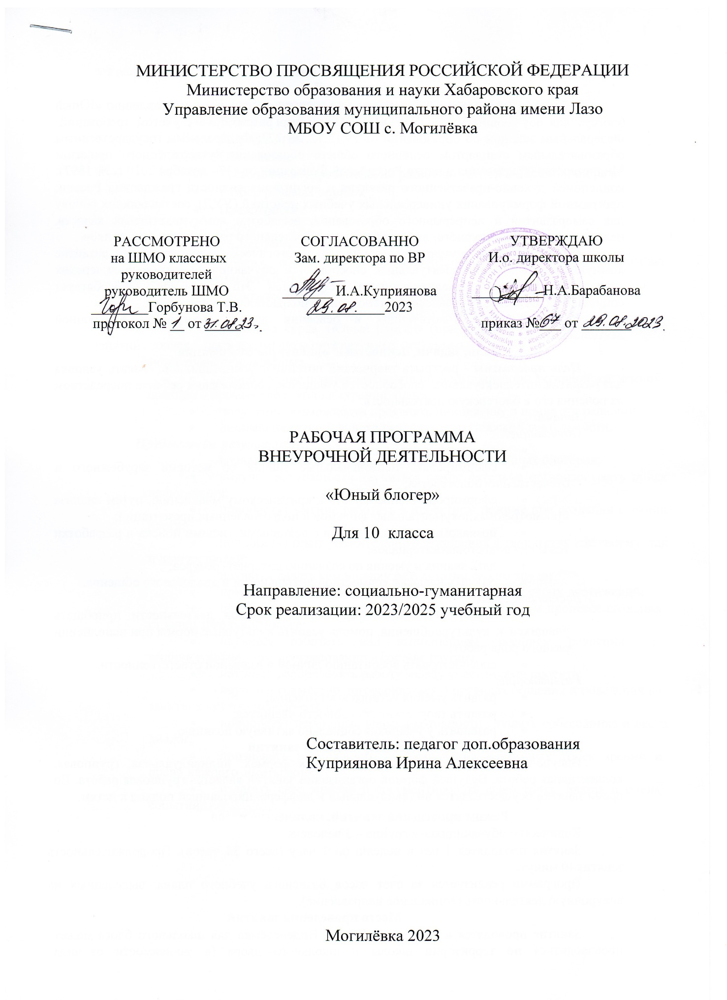 МИНИСТЕРСТВО ПРОСВЯЩЕНИЯ РОССИЙСКОЙ ФЕДЕРАЦИИ
Министерство образования и науки Хабаровского края
Управление образования муниципального района имени Лазо
МБОУ СОШ с. Могилёвка
РАССМОТРЕНО
на ШМО классных
руководителей
руководитель ШМО
Горбунова Т.В.
протокол № 1 от 31.08.23г.
СОГЛАСОВАННО
Зам. директора по ВР
И.А.Куприянова
29.08. 2023
УТВЕРЖДАЮ
И.о. директора школы
Н.А.Барабанова
приказ № 67 от 29.08.2023.
РАБОЧАЯ ПРОГРАММА
ВНЕУРОЧНОЙ ДЕЯТЕЛЬНОСТИ
«Юный блогер»
Для 10 класса
Направление: социально-гуманитарная
Срок реализации: 2023/2025 учебный год
Составитель: педагог доп.образования
Куприянова Ирина Алексеевна
Могилёвка 2023